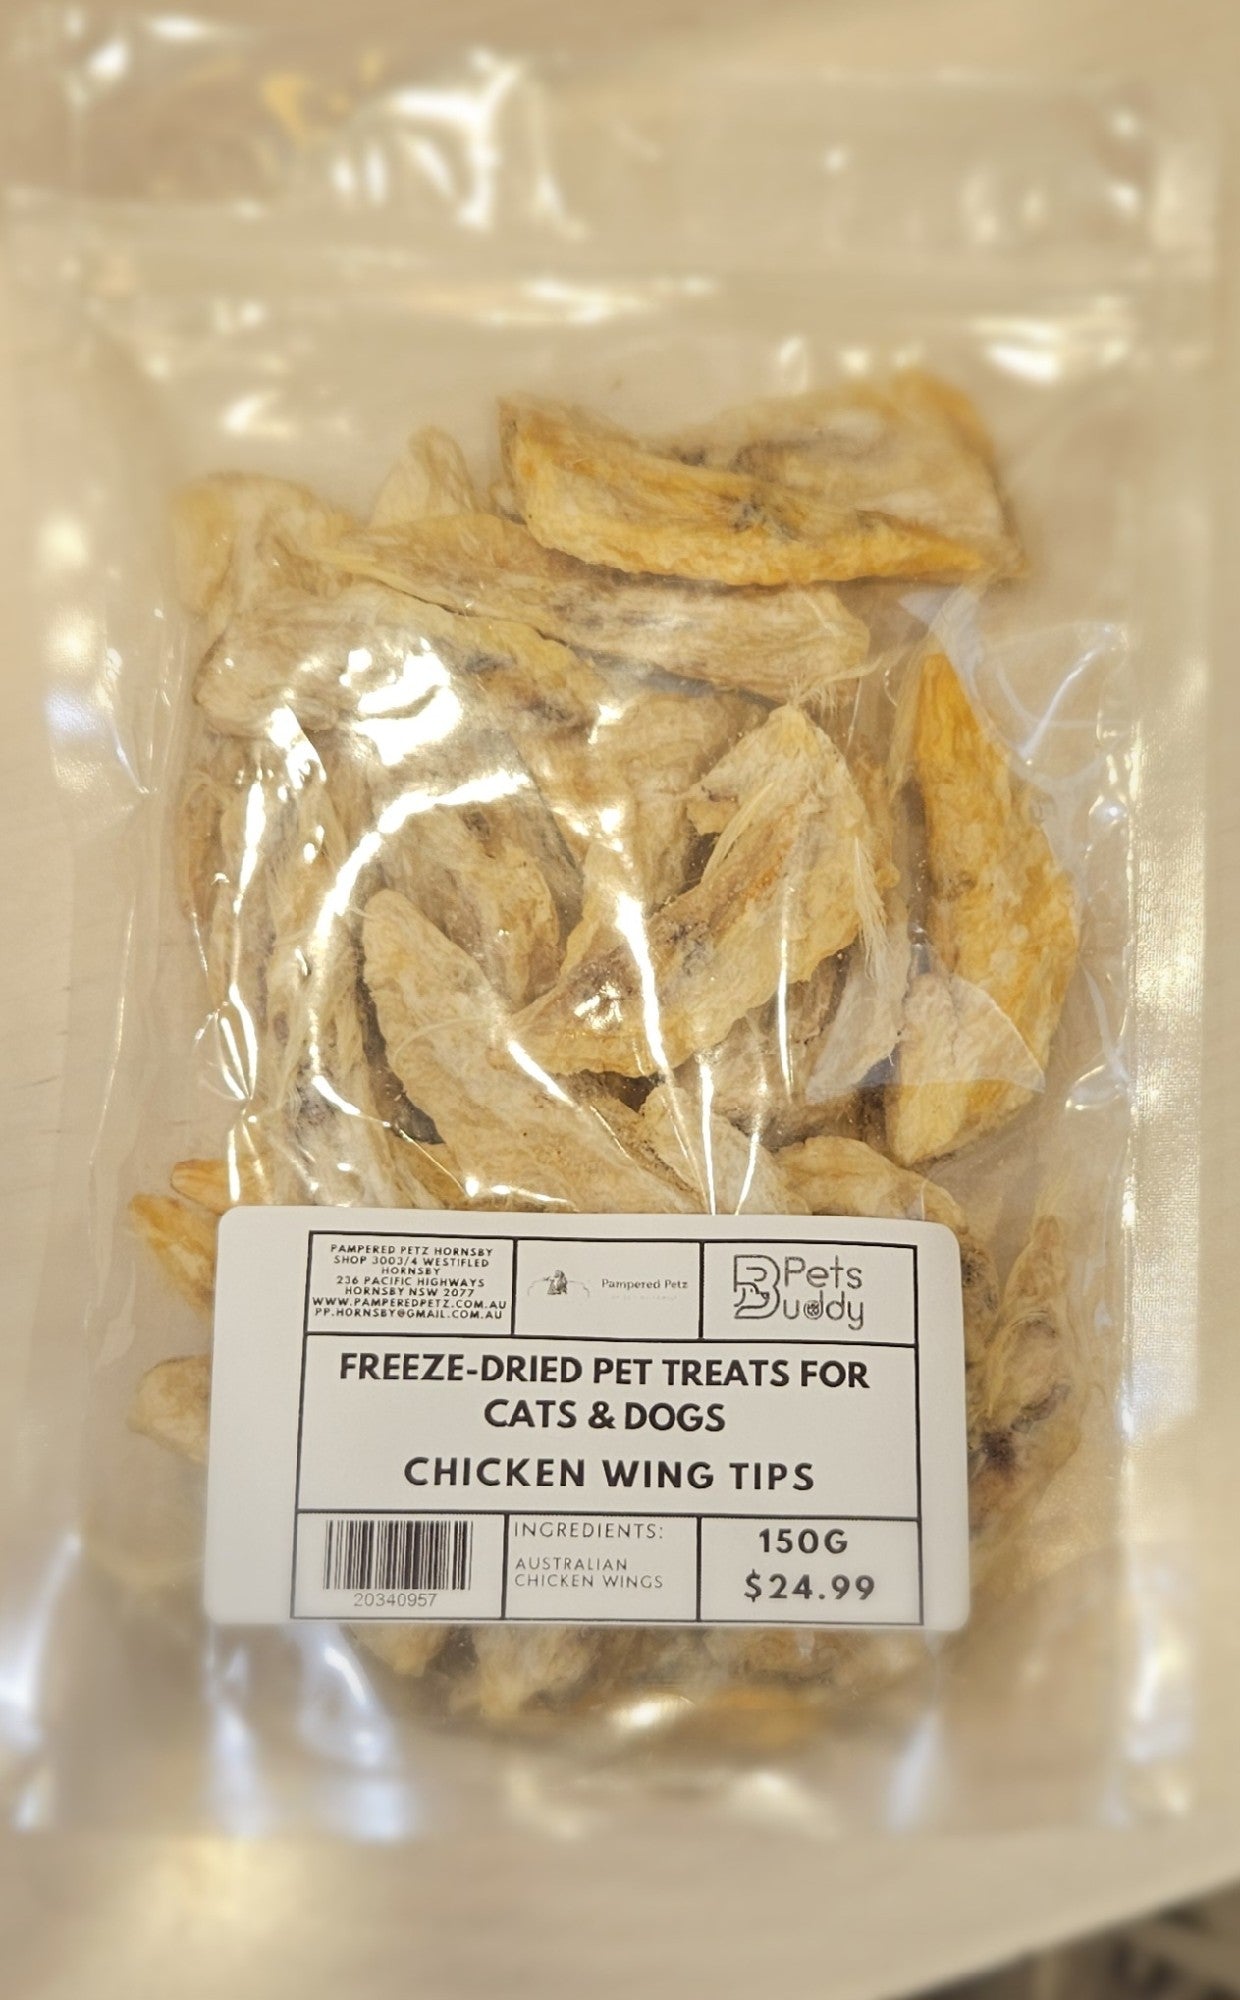 PAMPERED PETZ HORNSBY
SHOP 3003/4 WESTIFLED
HORNSBY
236 PACIFIC HIGHWAYS
HORNSBY NSW 2077
WWW.PAMPEREDPETZ.COM.AU
PP.HORNSBY@GMAIL.COM.AU
Pampered Petz
Pets
Buddy
FREEZE-DRIED PET TREATS FOR
CATS & DOGS
CHICKEN WING TIPS
20340957
INGREDIENTS:
AUSTRALIAN
CHICKEN WINGS
150G
$24.99